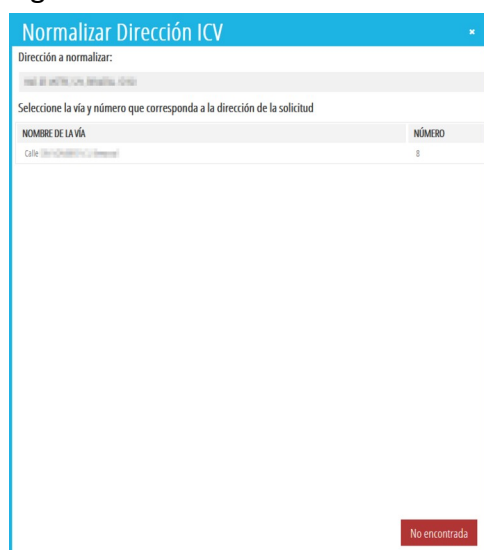 Normalizar Dirección ICV ×
Dirección a normalizar:
Seleccione la vía y número que corresponda a la dirección de la solicitud
NOMBRE DE LA VÍA NÚMERO
Calle 8
No encontrada